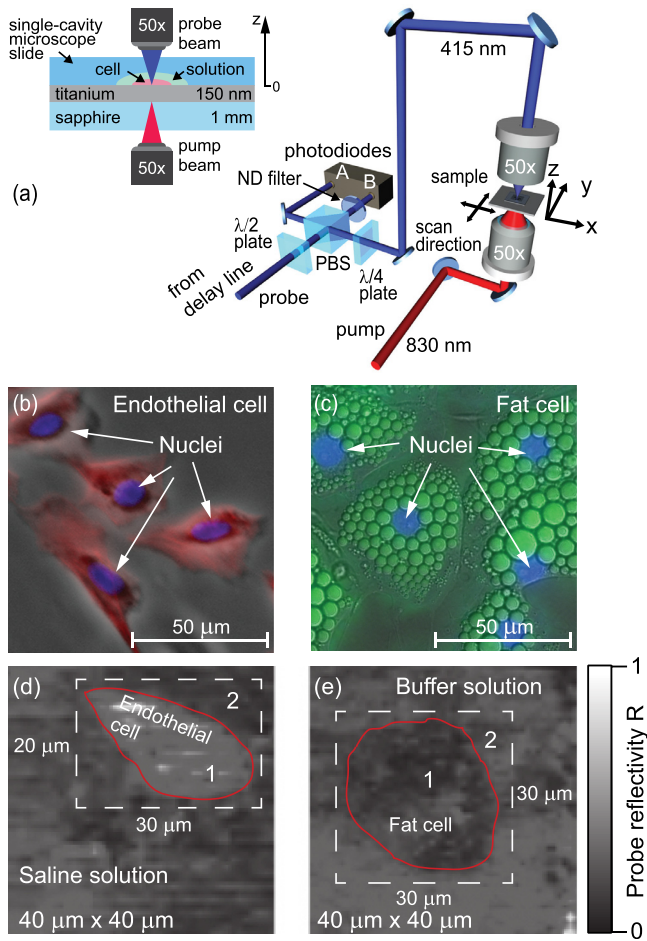 single-cavity
microscope
slide
50x
probe
beam
z
0
cell
solution
titanium
150 nm
sapphire
1 mm
50x
pump
beam
(a)
415 nm
photodiodes
A
B
ND filter
λ/2
plate
PBS
λ/4
plate
from
delay line
probe
50x
sample
z
y
x
50x
scan
direction
pump
830 nm
(b)
Endothelial cell
Nuclei
50 μm
(c)
Fat cell
Nuclei
50 μm
(d)
2
Endothelial
cell
1
20 μm
30 μm
Saline solution
40 μm x 40 μm
(e)
Buffer solution
2
1
Fat cell
30 μm
30 μm
40 μm x 40 μm
1
Probe reflectivity R
0